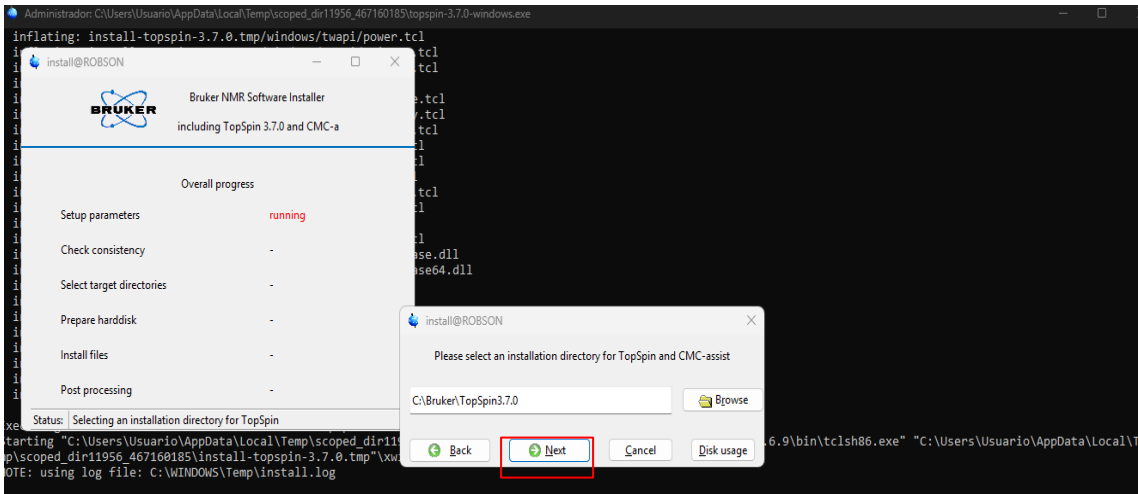 Administrador: C:\Users\Usuario\AppData\Local\Temp\scoped_dir11956_467160185\topspin-3.7.0-windows.exe
inflating: install-topspin-3.7.0.tmp/windows/twapi/power.tcl
.tcl
.tcl
e.tcl
y.tcl
.tcl
.tcl
ase.dll
ase64.dll
install@ROBSON
BRUKER
Bruker NMR Software Installer
including TopSpin 3.7.0 and CMC-a
Overall progress
Setup parameters running
Check consistency -
Select target directories -
Prepare harddisk -
Install files -
Post processing -
Status: Selecting an installation directory for TopSpin
install@ROBSON
Please select an installation directory for TopSpin and CMC-assist
C:\Bruker\TopSpin3.7.0 Browse
Back Next Cancel Disk usage
starting "C:\Users\Usuario\AppData\Local\Temp\scoped_dir119 .6.9\bin\tclsh86.exe" "C:\Users\Usuario\AppData\Local\T
mp\scoped_dir11956_467160185\install-topspin-3.7.0.tmp"\xwi
NOTE: using log file: C:\WINDOWS\Temp\install.log